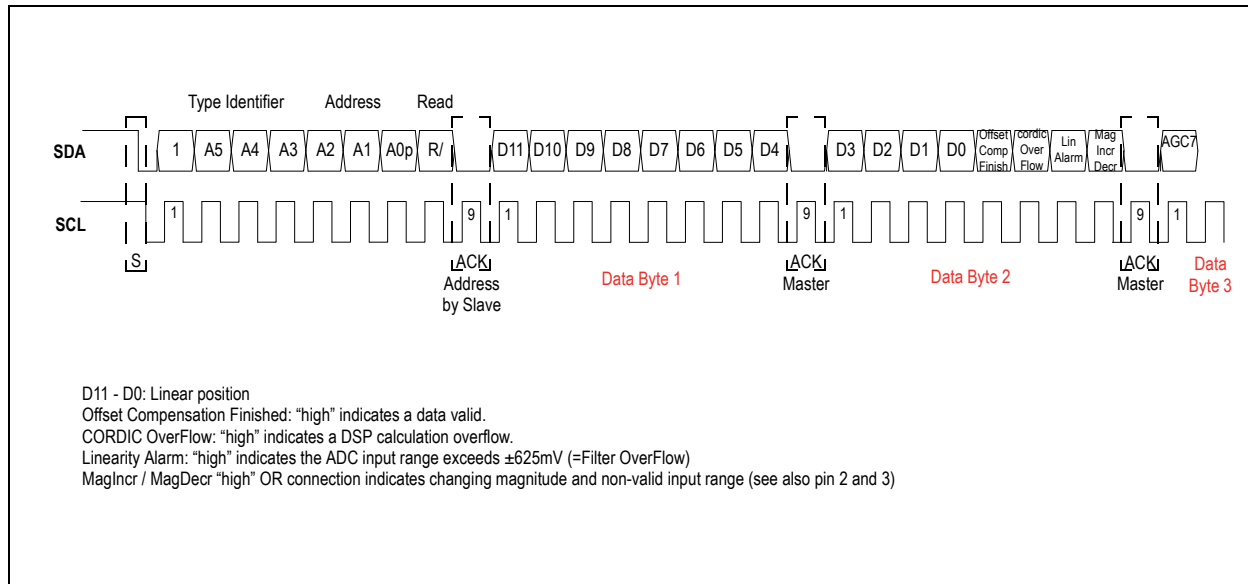 Type Identifier Address Read
SDA 1 A5 A4 A3 A2 A1 A0p R/ D11 D10 D9 D8 D7 D6 D5 D4 D3 D2 D1 D0 Offset Comp Finish cordic Over Flow Lin Alarm Mag Incr Decr AGC7
SCL 1 9 1 9 1 9 1
S ACK Address by Slave Data Byte 1 ACK Master Data Byte 2 ACK Master Data Byte 3
D11 - D0: Linear position
Offset Compensation Finished: “high” indicates a data valid.
CORDIC OverFlow: “high” indicates a DSP calculation overflow.
Linearity Alarm: “high” indicates the ADC input range exceeds ±625mV (=Filter OverFlow)
MagIncr / MagDecr “high” OR connection indicates changing magnitude and non-valid input range (see also pin 2 and 3)